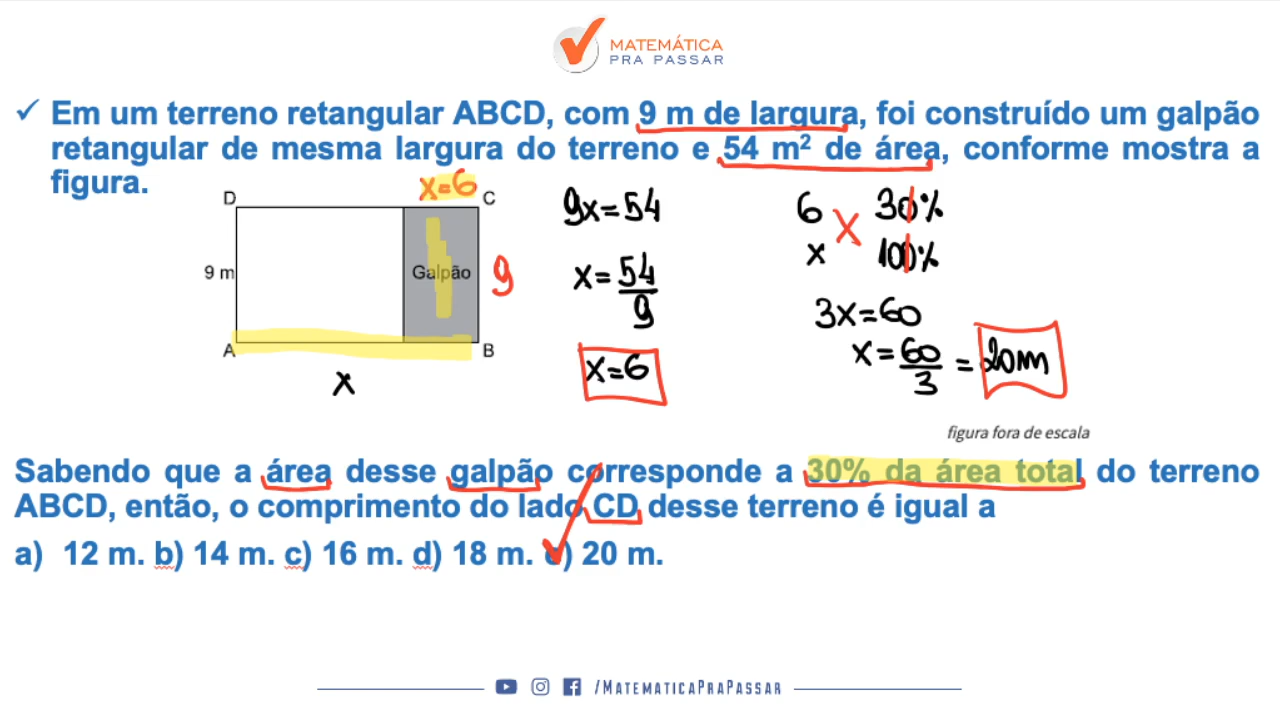 MATEMÁTICA
PRA PASSAR
✓ Em um terreno retangular ABCD, com 9 m de largura, foi construído um galpão
retangular de mesma largura do terreno e 54 m² de área, conforme mostra a
figura.
x=6
D
C
9 m
Galpão
9
A
B
x
9x=54
x=54/9
x=6
6 x 30%
x 100%
3x=60
x=60/3 = 20m
figura fora de escala
Sabendo que a área desse galpão corresponde a 30% da área total do terreno
ABCD, então, o comprimento do lado CD desse terreno é igual a
a) 12 m. b) 14 m. c) 16 m. d) 18 m. e) 20 m.
/MATEMATICAPRAPASSAR